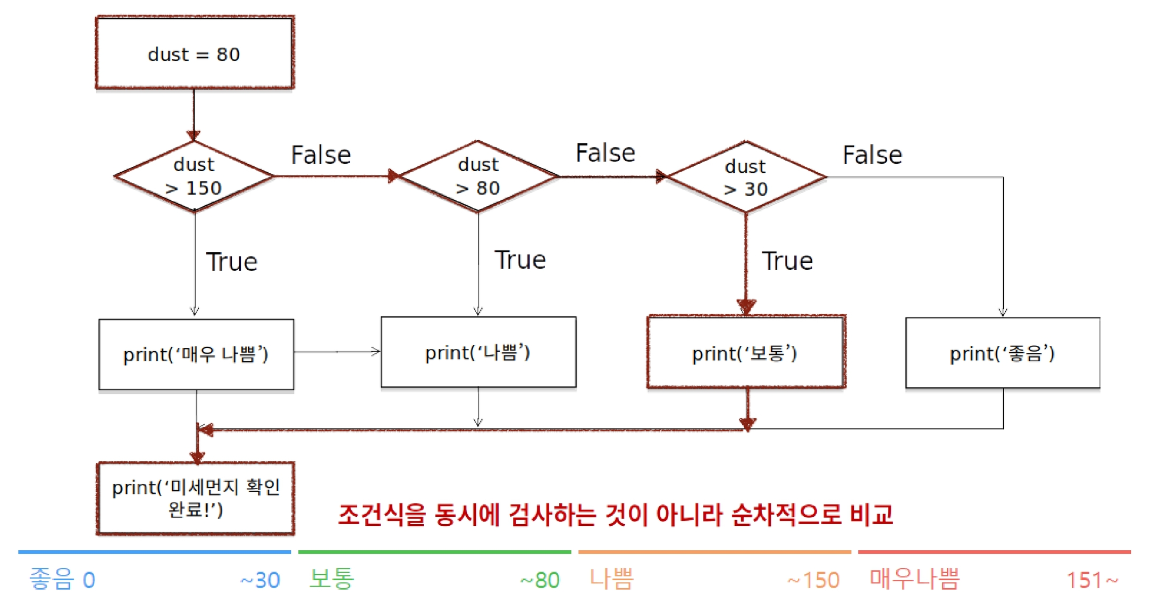 dust = 80
dust
> 150
False
dust
> 80
False
dust
> 30
False
True
True
True
print(‘매우 나쁨’)
print(‘나쁨’)
print(‘보통’)
print(‘좋음’)
print(‘미세먼지 확인
완료!’)
조건식을 동시에 검사하는 것이 아니라 순차적으로 비교
좋음 0 ~30
보통 ~80
나쁨 ~150
매우나쁨 151~